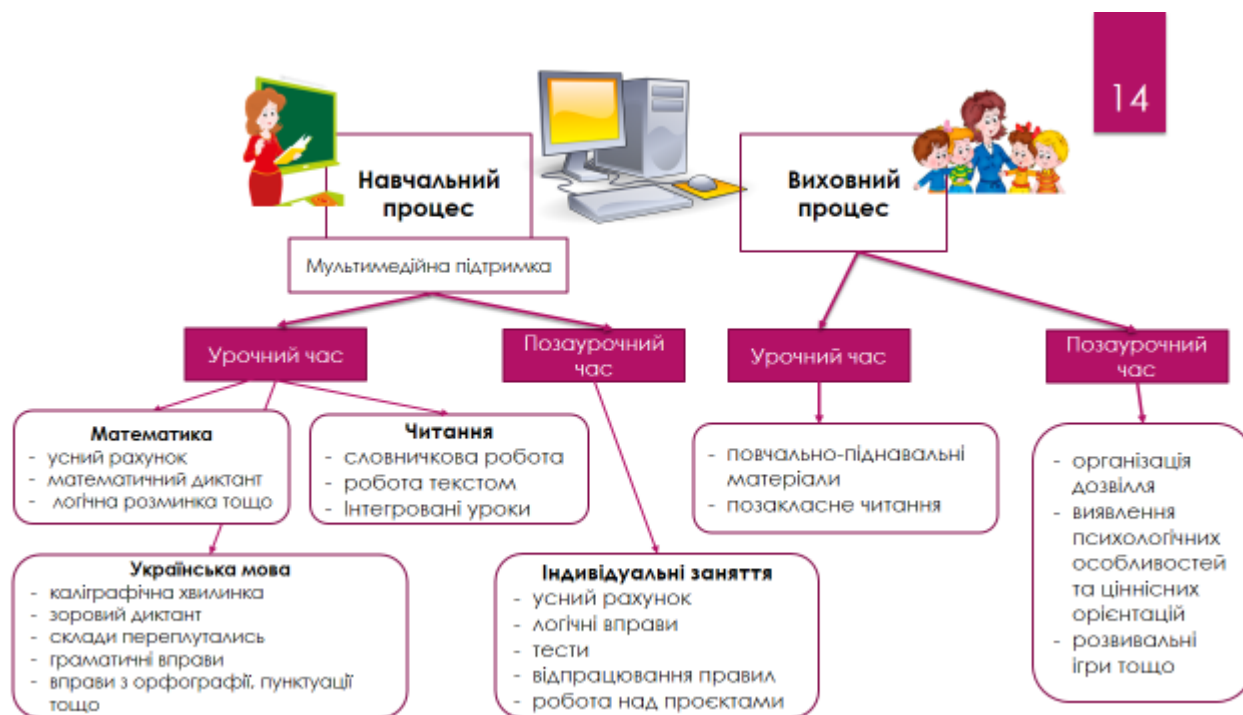 14
Навчальний
процес
Виховний
процес
Мультимедійна підтримка
Урочний час
Позаурочний
час
Урочний час
Позаурочний
час
Математика
- усний рахунок
- математичний диктант
- логічна розминка тощо
Читання
- словничкова робота
- робота текстом
- Інтегровані уроки
- повчально-піднавальні
матеріали
- позакласне читання
- організація
дозвілля
- виявлення
психологічних
особливостей
та ціннісних
орієнтацій
- розвивальні
ігри тощо
Українська мова
- каліграфічна хвилинка
- зоровий диктант
- склади переплутались
- граматичні вправи
- вправи з орфографії, пунктуації
тощо
Індивідуальні заняття
- усний рахунок
- логічні вправи
- тести
- відпрацювання правил
- робота над проєктами